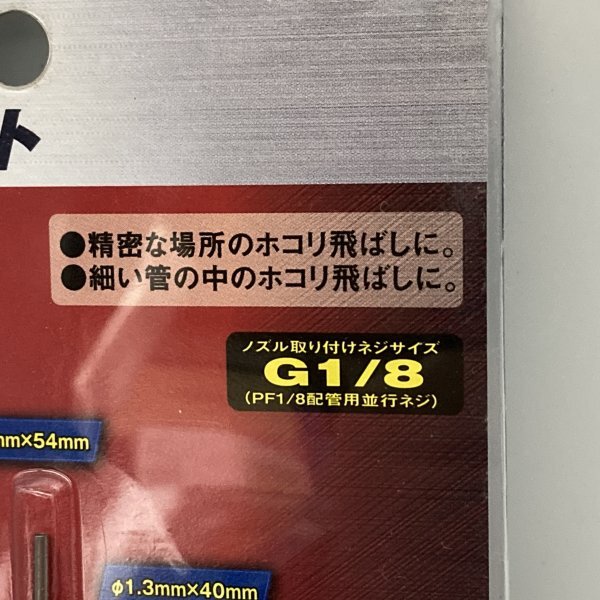 ト
●精密な場所のホコリ飛ばしに。
●細い管の中のホコリ飛ばしに。
ノズル取り付けネジサイズ
G1/8
(PF1/8配管用並行ネジ)
mm×54mm
φ1.3mm×40mm